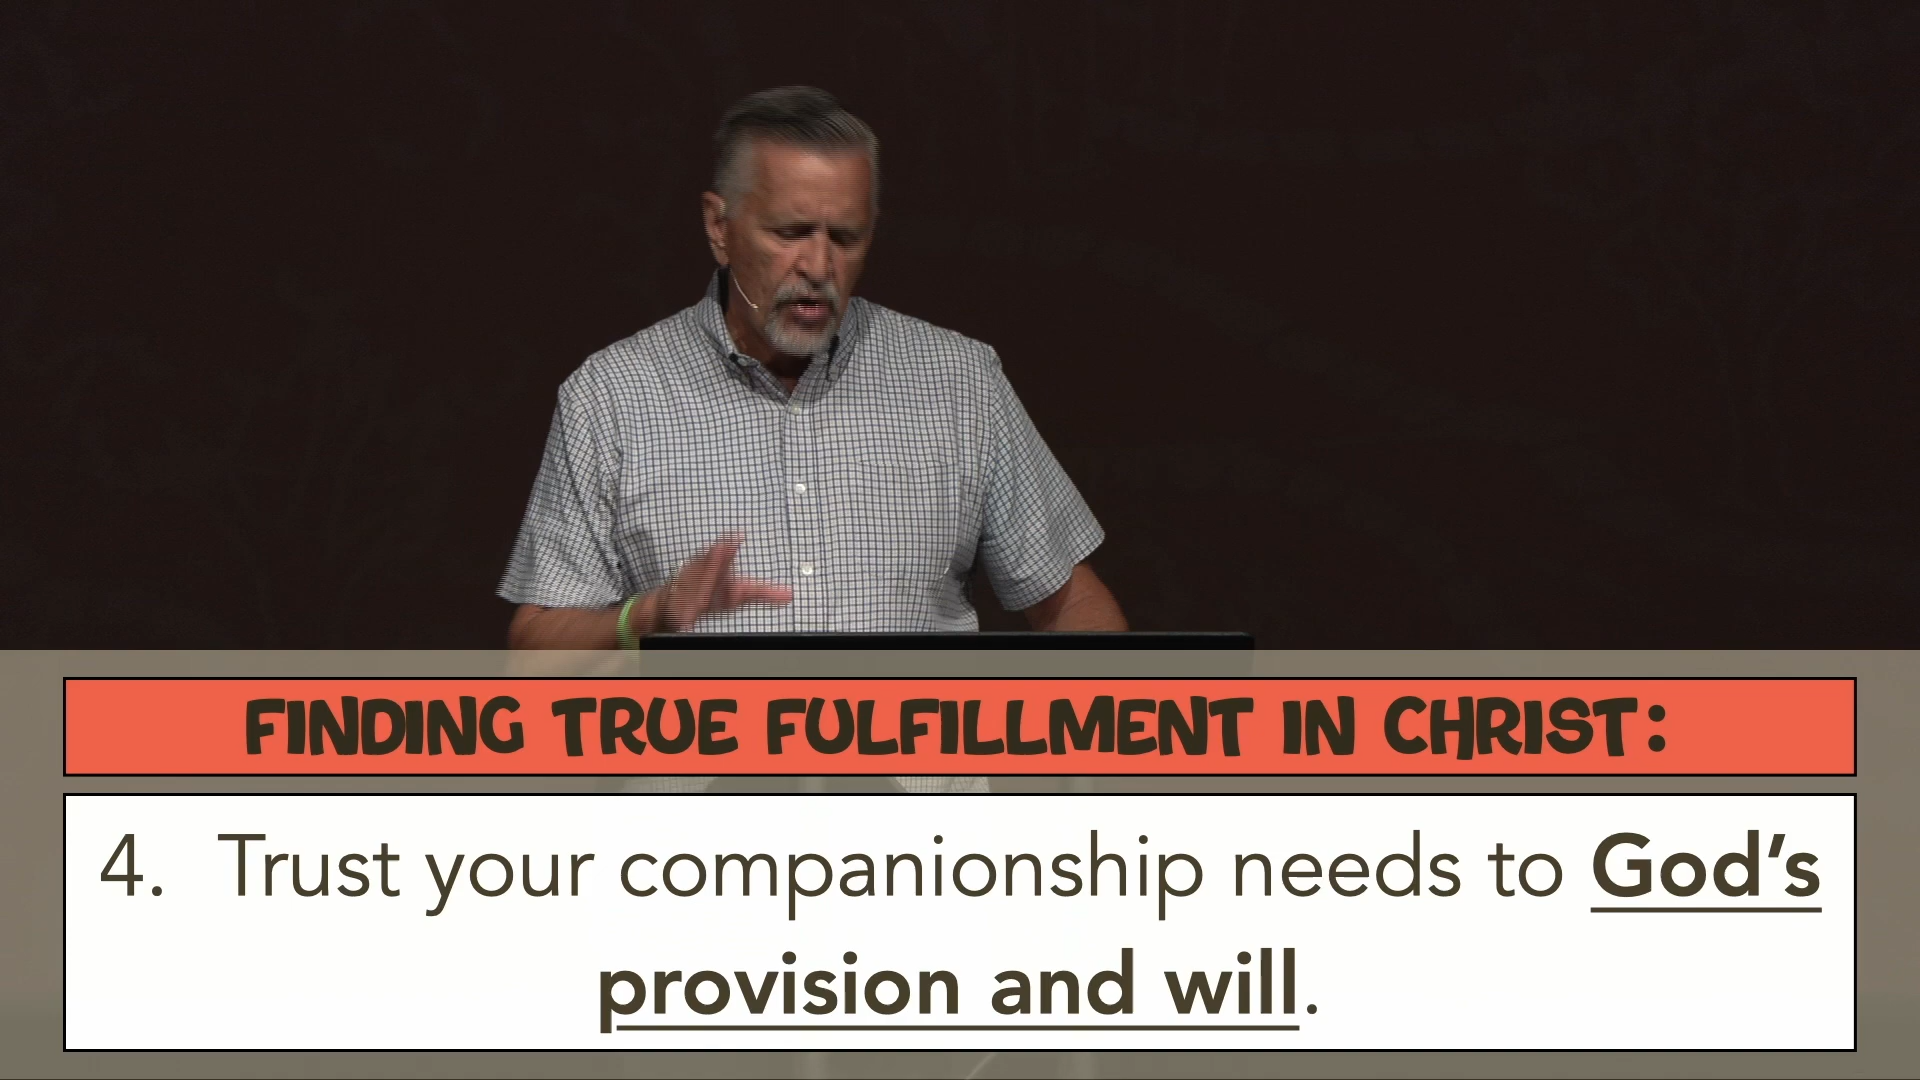 FINDING TRUE FULFILLMENT IN CHRIST:
4. Trust your companionship needs to God’s
provision and will.